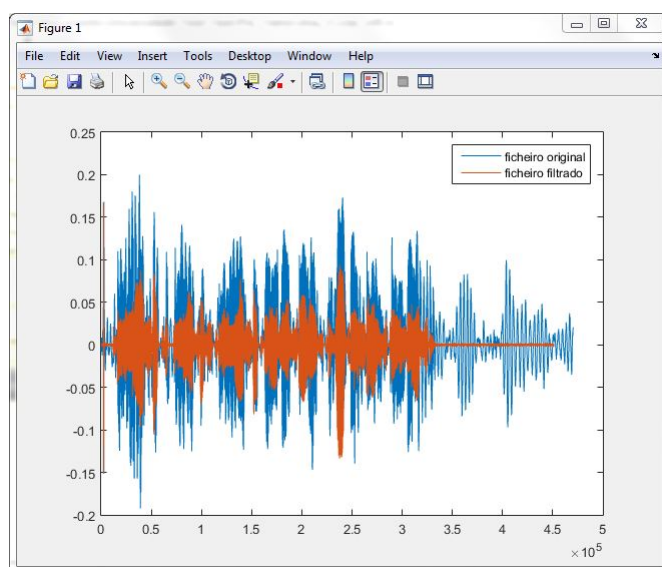 Figure 1
File Edit View Insert Tools Desktop Window Help
ficheiro original
ficheiro filtrado
0.25
0.2
0.15
0.1
0.05
0
-0.05
-0.1
-0.15
-0.2
0 0.5 1 1.5 2 2.5 3 3.5 4 4.5 5
× 10⁵